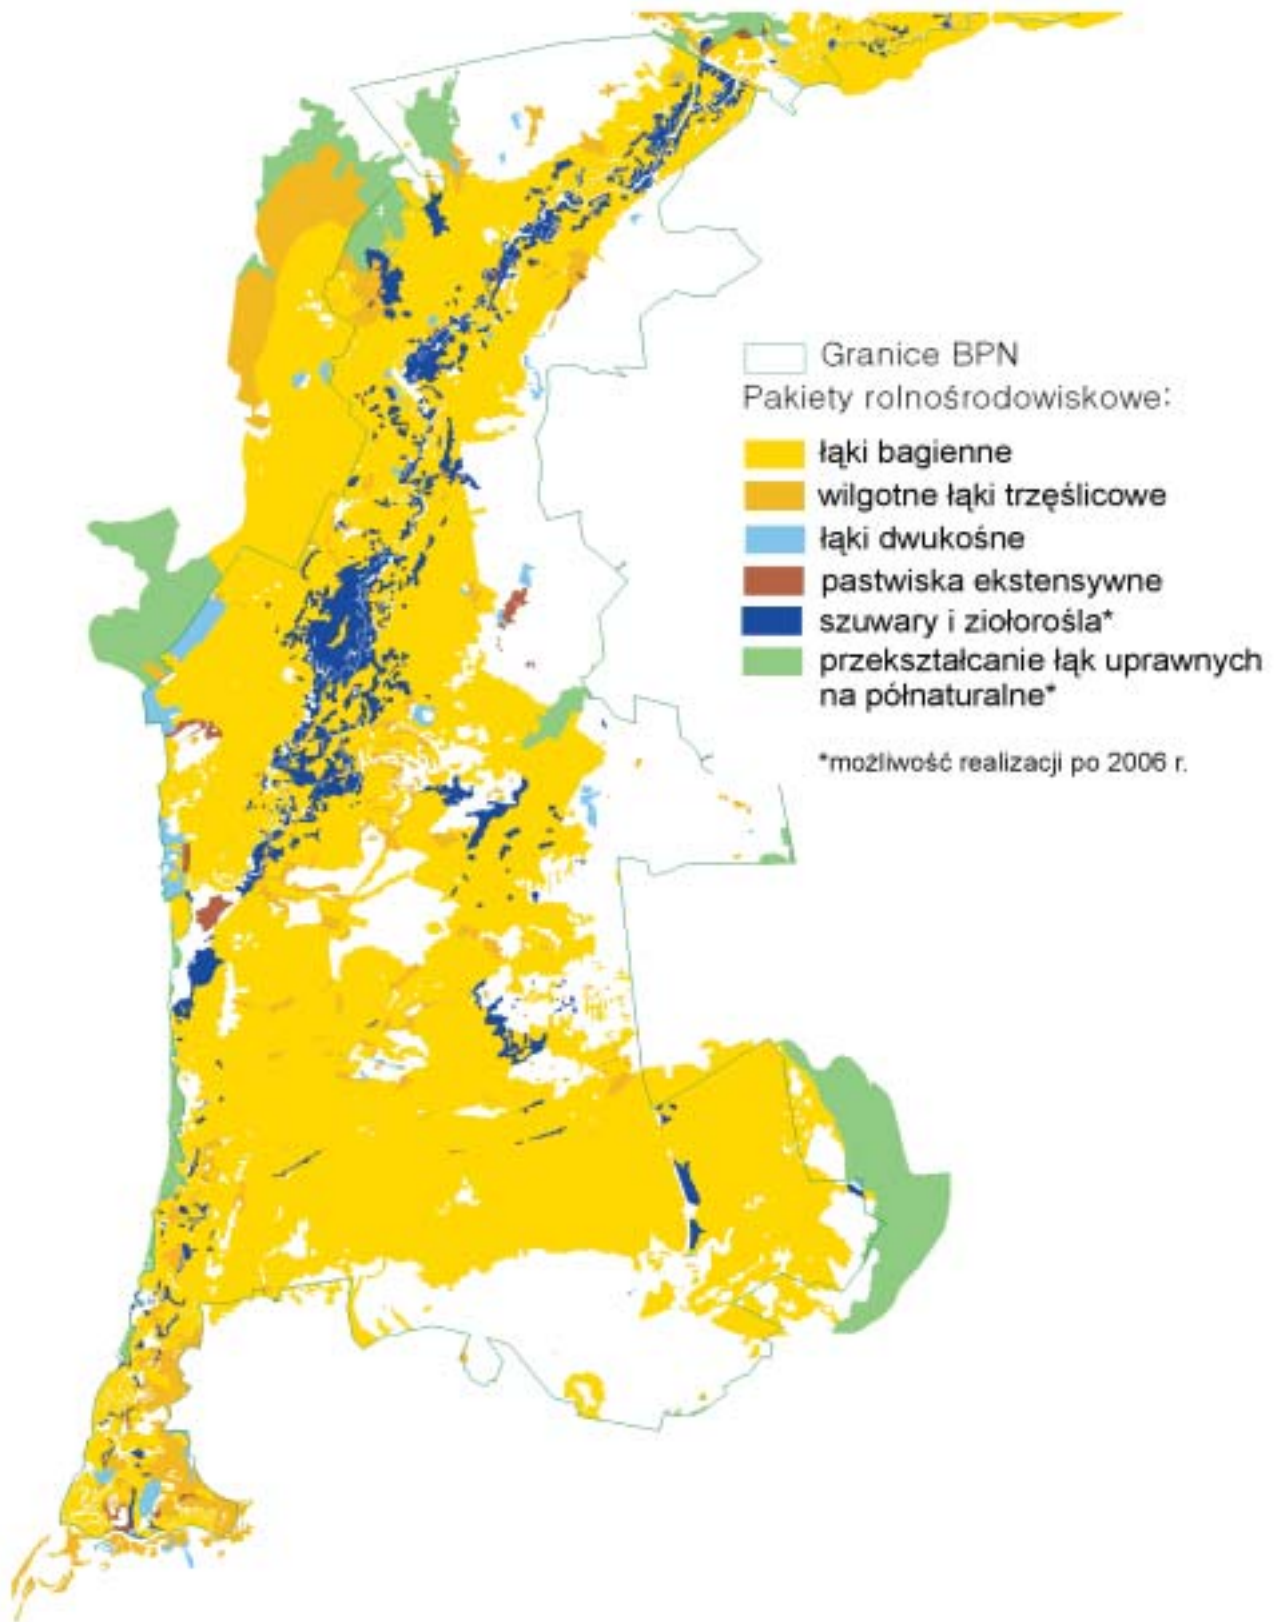 Granice BPN
Pakiety rolnośrodowiskowe:
łąki bagienne
wilgotne łąki trzęślicowe
łąki dwukośne
pastwiska ekstensywne
szuwary i ziołorośla*
przekształcanie łąk uprawnych
na półnaturalne*
*możliwość realizacji po 2006 r.